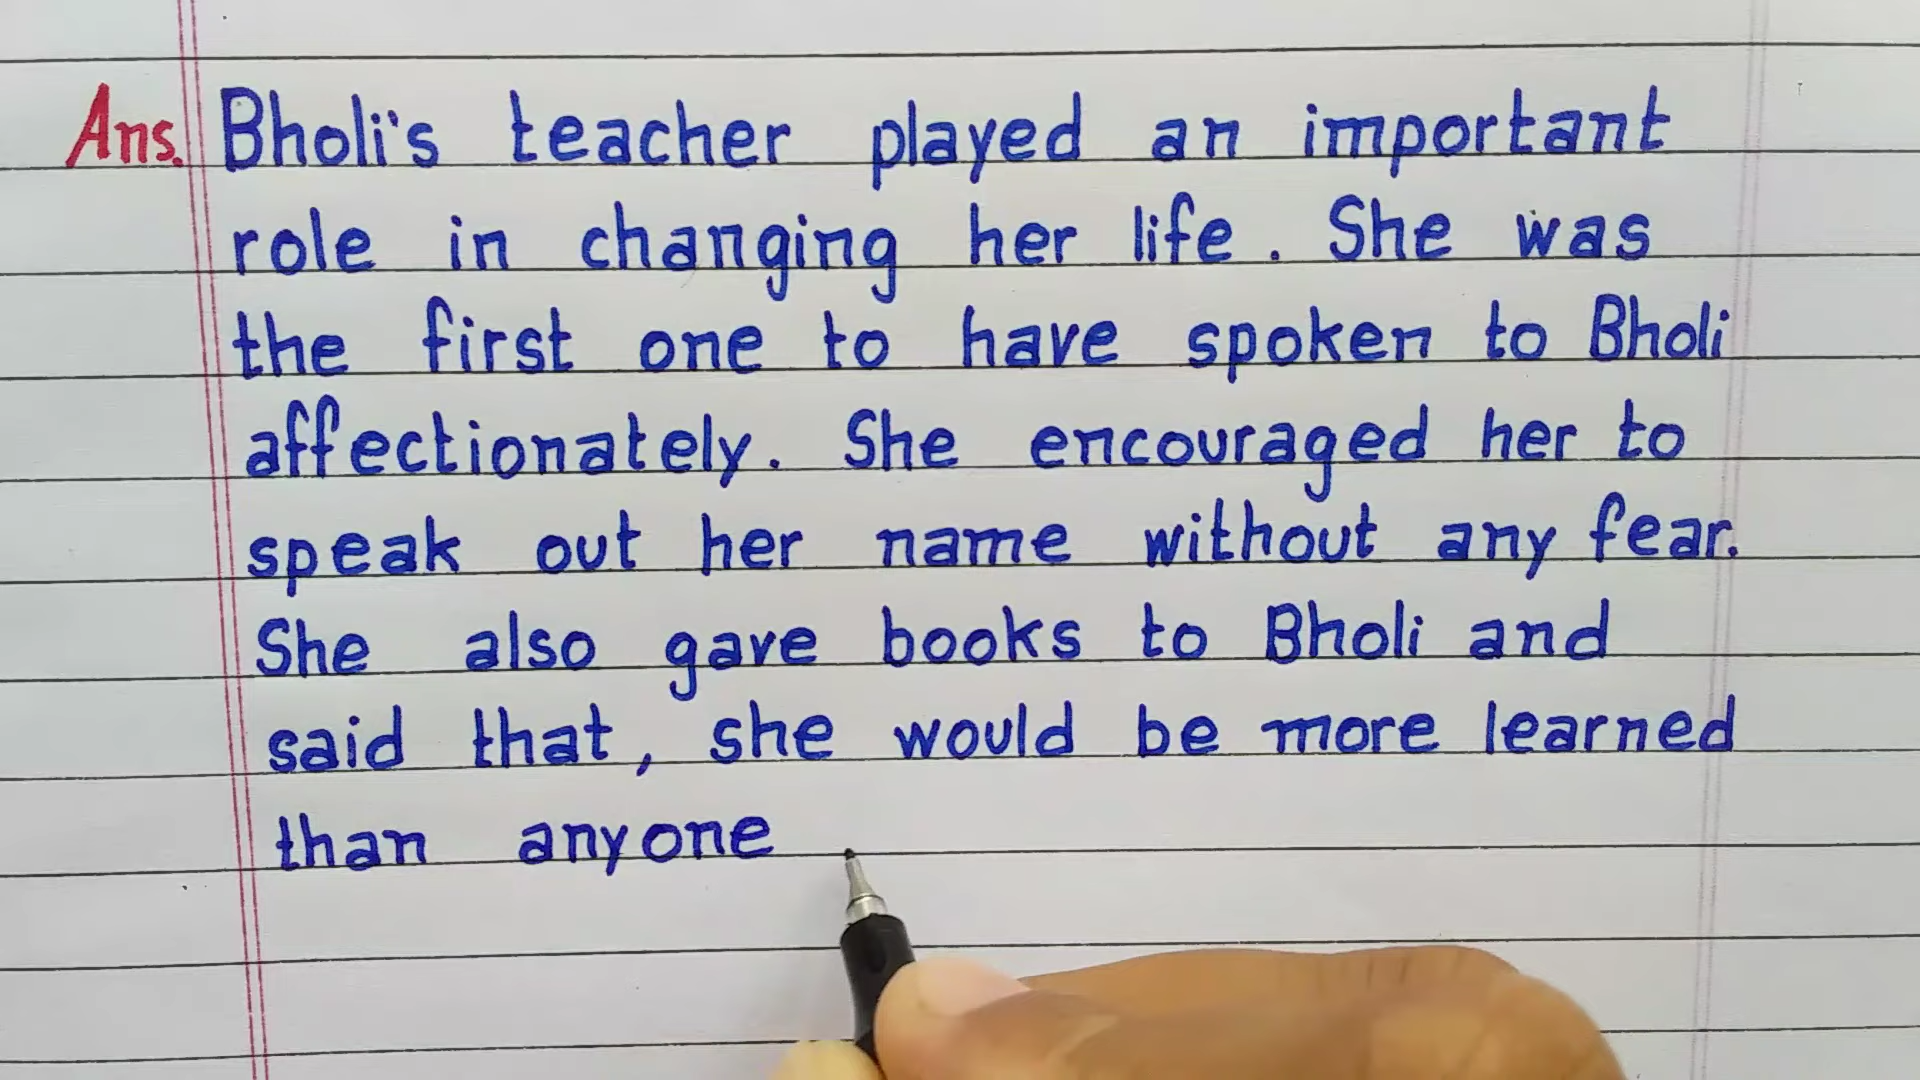 Ans. Bholi's teacher played an important
role in changing her life. She was
the first one to have spoken to Bholi
affectionately. She encouraged her to
speak out her name without any fear.
She also gave books to Bholi and
said that, she would be more learned
than anyone